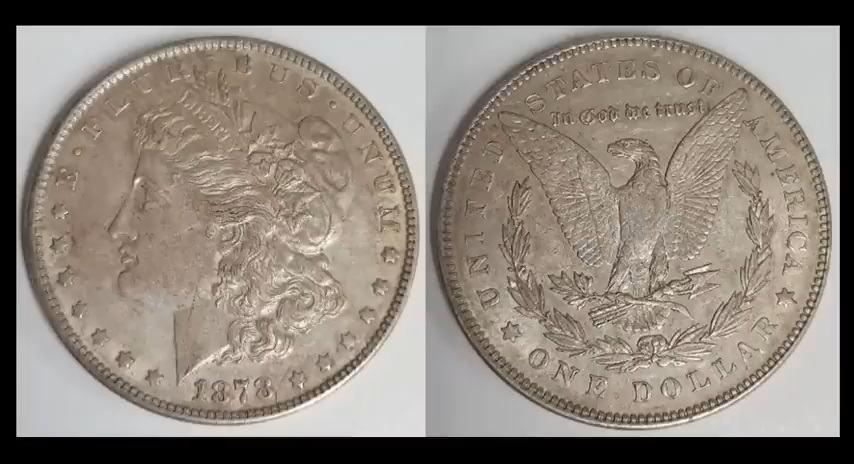 E · PLURIBUS · UNUM ·
LIBERTY
1878
UNITED STATES OF AMERICA
In God we trust
ONE DOLLAR